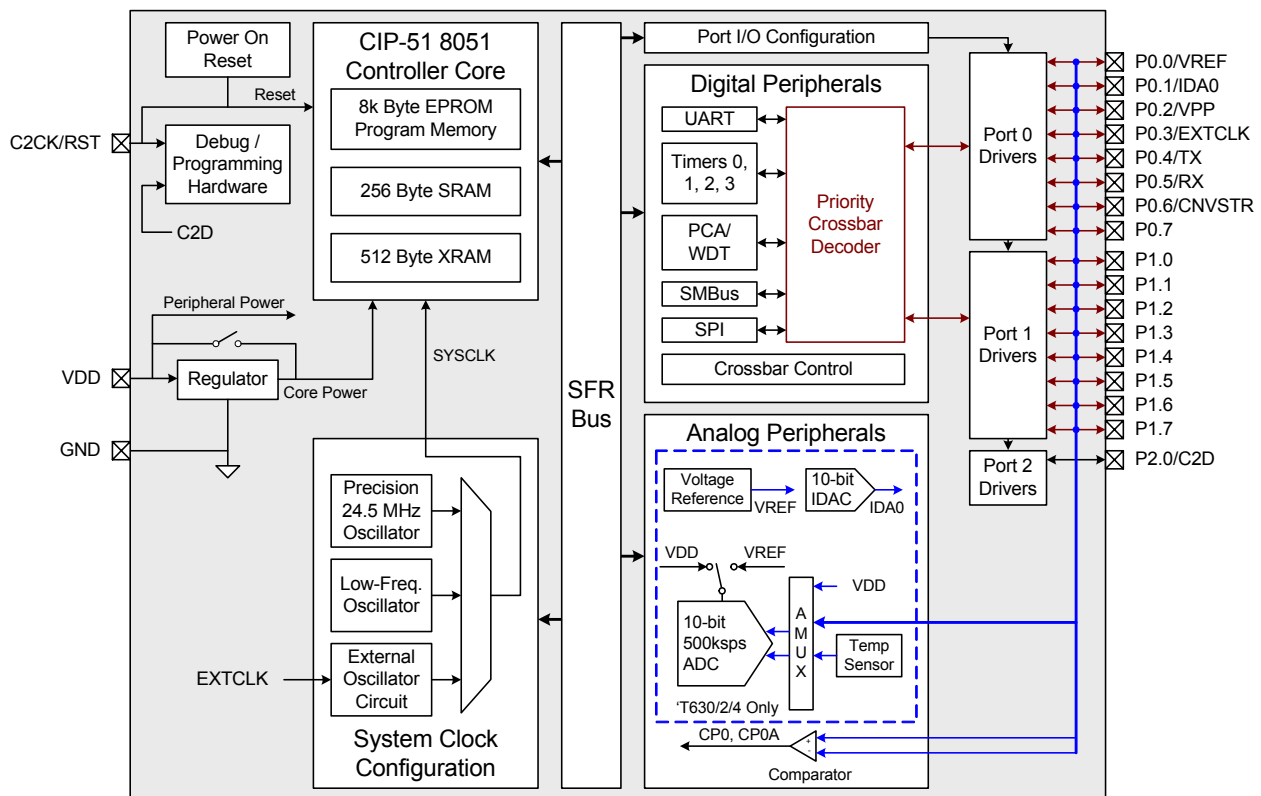 Power On
Reset
Reset
C2CK/RST
Debug /
Programming
Hardware
C2D
CIP-51 8051
Controller Core
8k Byte EPROM
Program Memory
256 Byte SRAM
512 Byte XRAM
Peripheral Power
VDD
Regulator
Core Power
GND
SYSCLK
Precision
24.5 MHz
Oscillator
Low-Freq.
Oscillator
EXTCLK
External
Oscillator
Circuit
System Clock
Configuration
SFR
Bus
Port I/O Configuration
Digital Peripherals
UART
Timers 0,
1, 2, 3
PCA/
WDT
SMBus
SPI
Priority
Crossbar
Decoder
Crossbar Control
Analog Peripherals
Voltage
Reference
VREF
10-bit
IDAC
IDA0
VDD
VREF
10-bit
500ksps
ADC
A
M
U
X
VDD
Temp
Sensor
‘T630/2/4 Only
CP0, CP0A
+
-
Comparator
Port 0
Drivers
Port 1
Drivers
Port 2
Drivers
P0.0/VREF
P0.1/IDA0
P0.2/VPP
P0.3/EXTCLK
P0.4/TX
P0.5/RX
P0.6/CNVSTR
P0.7
P1.0
P1.1
P1.2
P1.3
P1.4
P1.5
P1.6
P1.7
P2.0/C2D